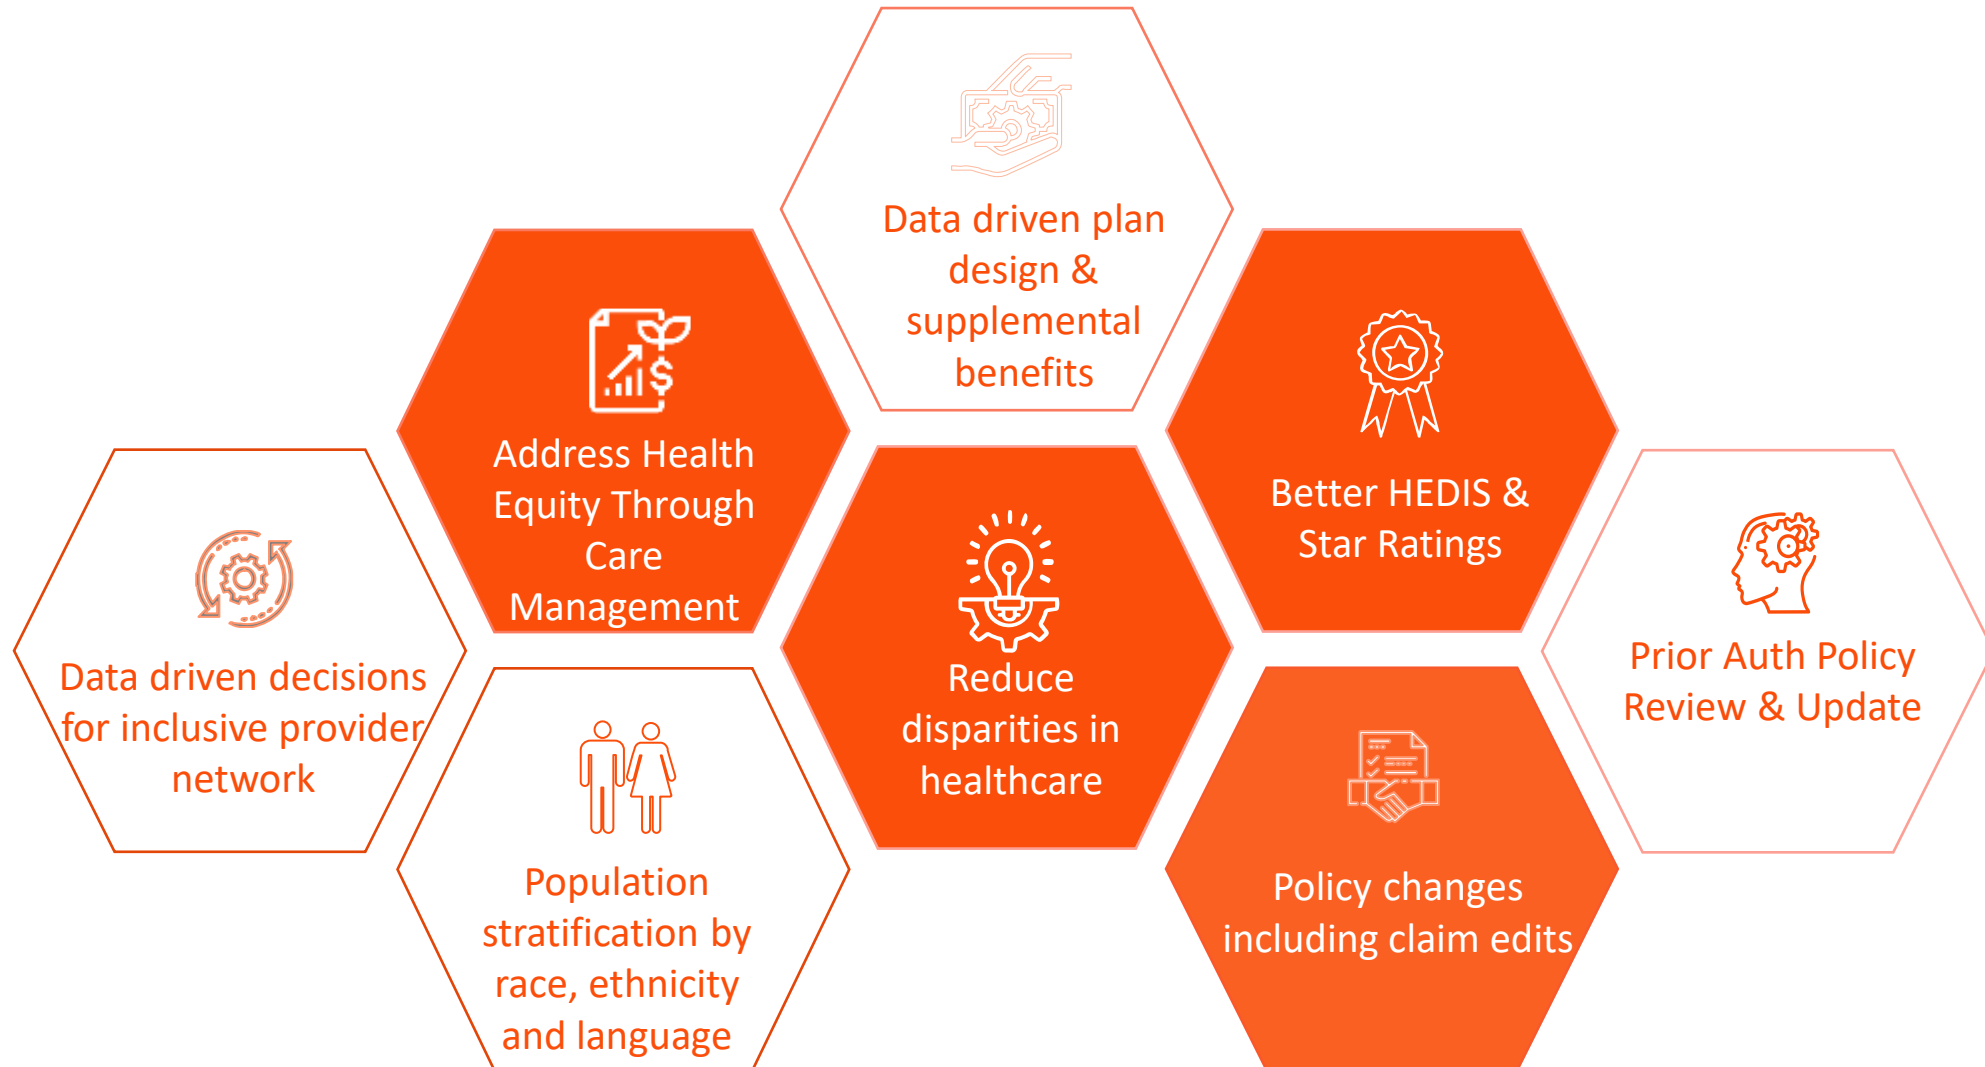 Data driven plan
design &
supplemental
benefits
Address Health
Equity Through
Care
Management
Better HEDIS &
Star Ratings
Data driven decisions
for inclusive provider
network
Reduce
disparities in
healthcare
Prior Auth Policy
Review & Update
Population
stratification by
race, ethnicity
and language
Policy changes
including claim edits